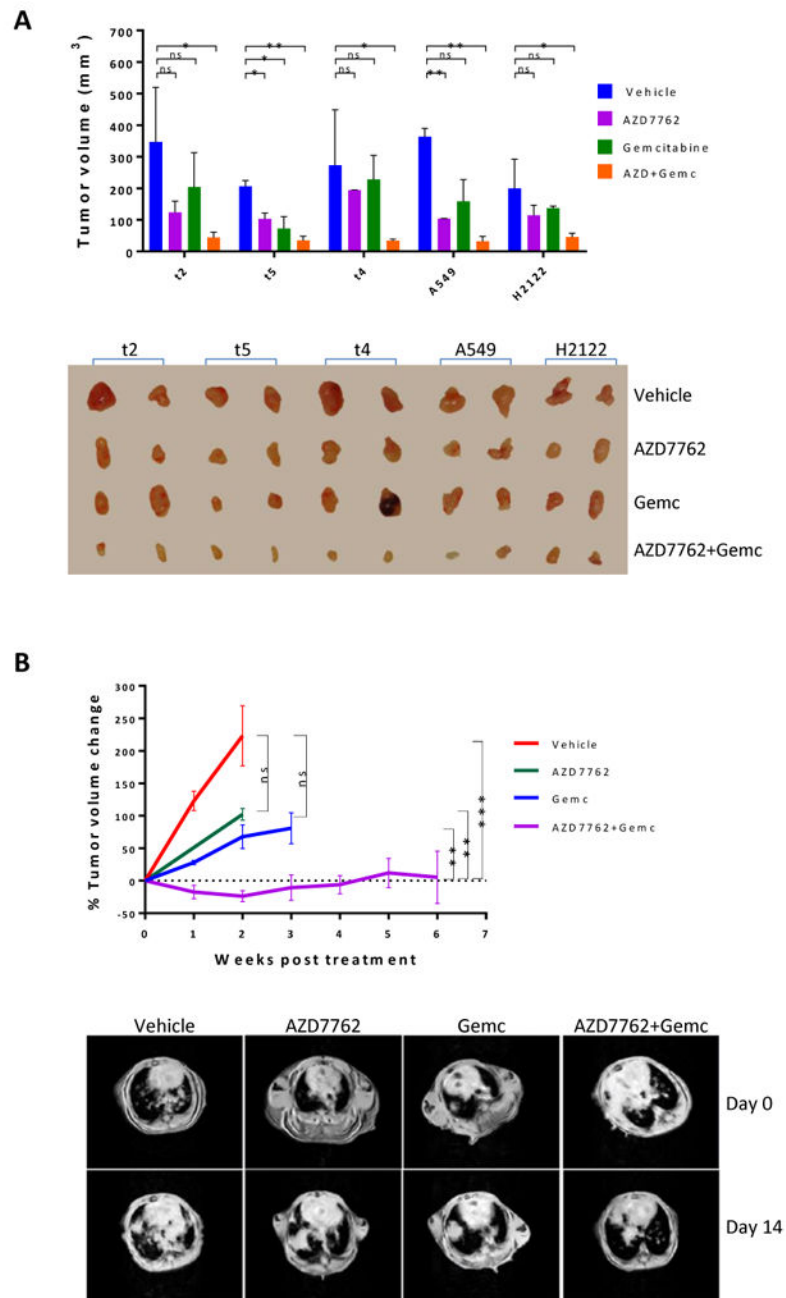 A
Tumor volume (mm³)
700
600
500
400
300
200
100
0
*
ns
ns
**
*
*
*
ns
ns
**
ns
**
*
ns
ns
Vehicle
AZD7762
Gemcitabine
AZD+Gemc
t2
t5
t4
A549
H2122
t2 t5 t4 A549 H2122
Vehicle
AZD7762
Gemc
AZD7762+Gemc
B
% Tumor volume change
300
250
200
150
100
50
0
-50
ns
ns
**
**
***
Vehicle
AZD7762
Gemc
AZD7762+Gemc
0 1 2 3 4 5 6 7
Weeks post treatment
Vehicle AZD7762 Gemc AZD7762+Gemc
Day 0
Day 14